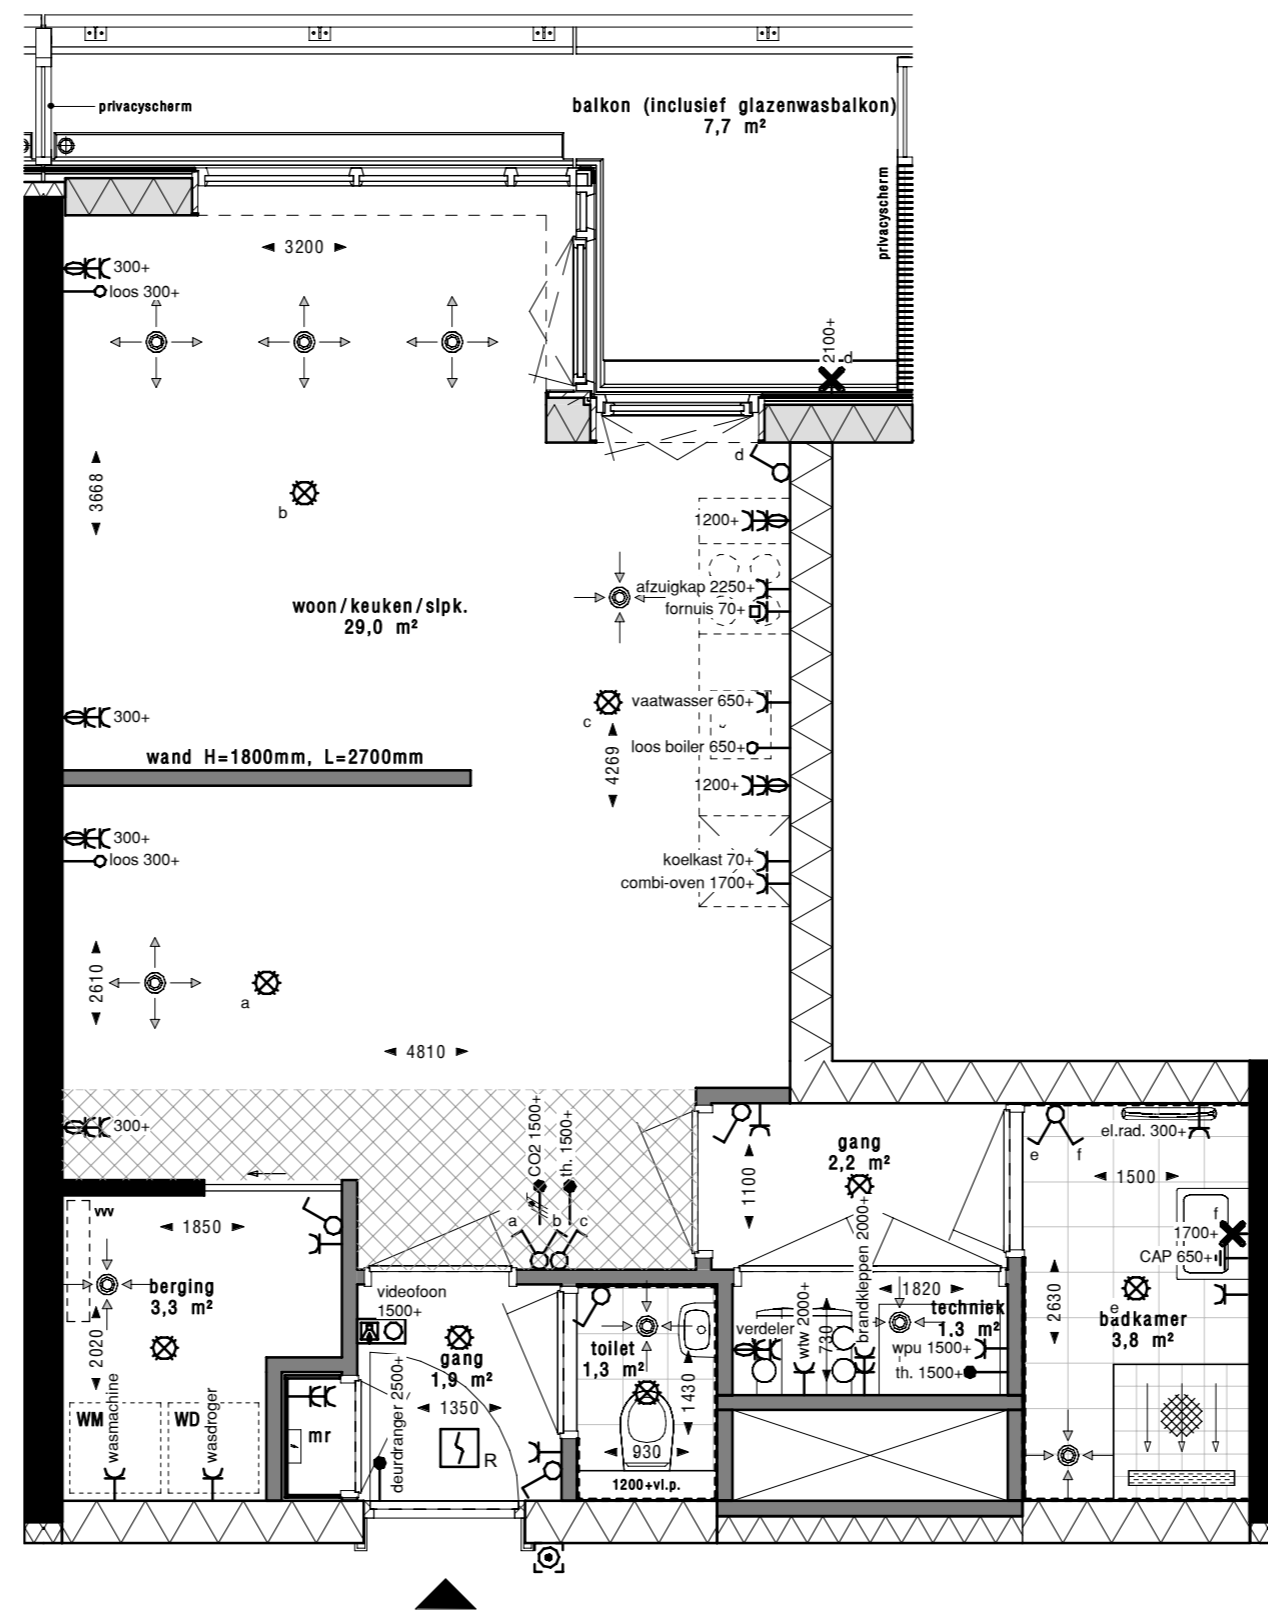 privacyscherm
balkon (inclusief glazenwasbalkon)
7,7 m²
privacyscherm
3200
300+
loos 300+
2100+
d
3668
b
d
1200+
afzuigkap 2250+
fornuis 70+
woon/keuken/slpk.
29,0 m²
c
vaatwasser 650+
loos boiler 650+
4269
1200+
300+
wand H=1800mm, L=2700mm
300+
loos 300+
koelkast 70+
combi-oven 1700+
2610
a
4810
300+
CO2 1500+
th. 1500+
a
b
c
gang
2,2 m²
1100
el.rad. 300+
e
f
1500
f
1700+
CAP 650+
2630
e
badkamer
3,8 m²
vvv
1850
berging
3,3 m²
2020
WM
wasmachine
WD
wasdroger
mr
videofoon
1500+
gang
1,9 m²
1350
deurdranger 2500+
R
toilet
1,3 m²
1430
930
1200+vl.p.
verdeler
wtw 2000+
730
brandkleppen 2000+
1820
techniek
1.3 m²
wpu 1500+
th. 1500+